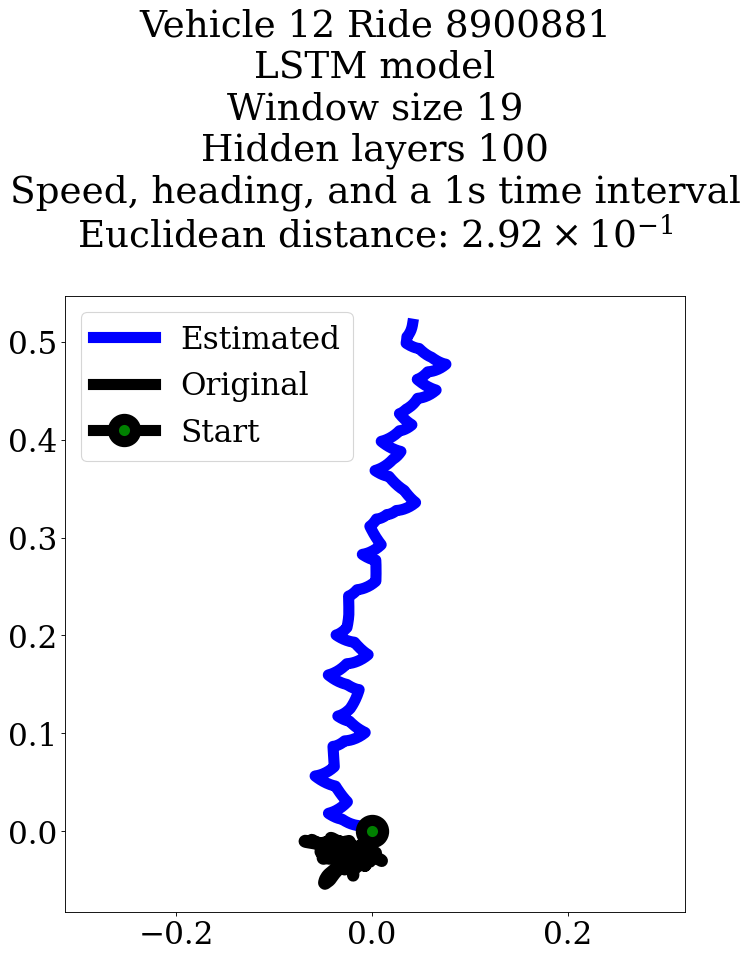 Vehicle 12 Ride 8900881
LSTM model
Window size 19
Hidden layers 100
Speed, heading, and a 1s time interval
Euclidean distance: 2.92 × 10⁻¹
Estimated
Original
Start
0.5
0.4
0.3
0.2
0.1
0.0
−0.2 0.0 0.2